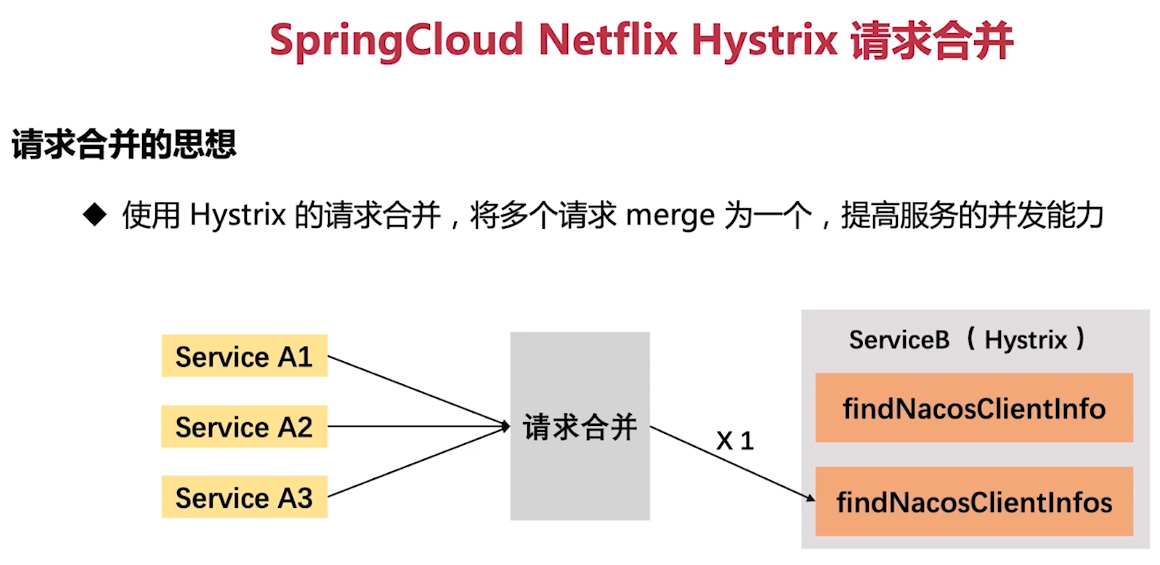 SpringCloud Netflix Hystrix 请求合并
请求合并的思想
◆ 使用 Hystrix 的请求合并，将多个请求 merge 为一个，提高服务的并发能力
Service A1
Service A2
Service A3
请求合并
X 1
ServiceB（ Hystrix ）
findNacosClientInfo
findNacosClientInfos